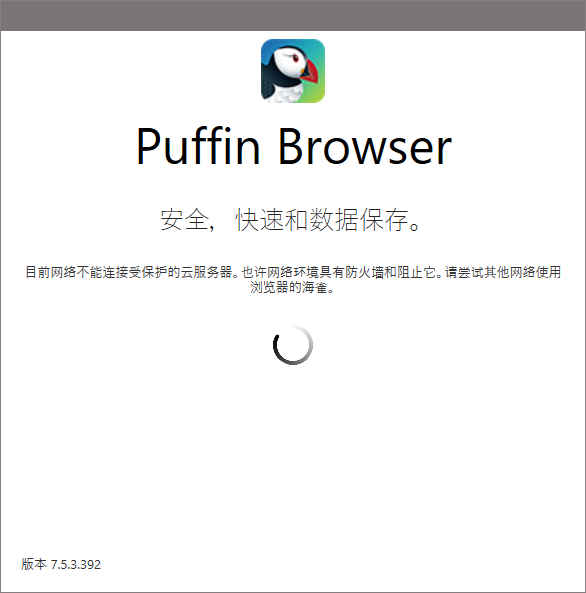 Puffin Browser
安全，快速和数据保存。
目前网络不能连接受保护的云服务器。也许网络环境具有防火墙和阻止它。请尝试其他网络使用
浏览器的海雀。
版本 7.5.3.392